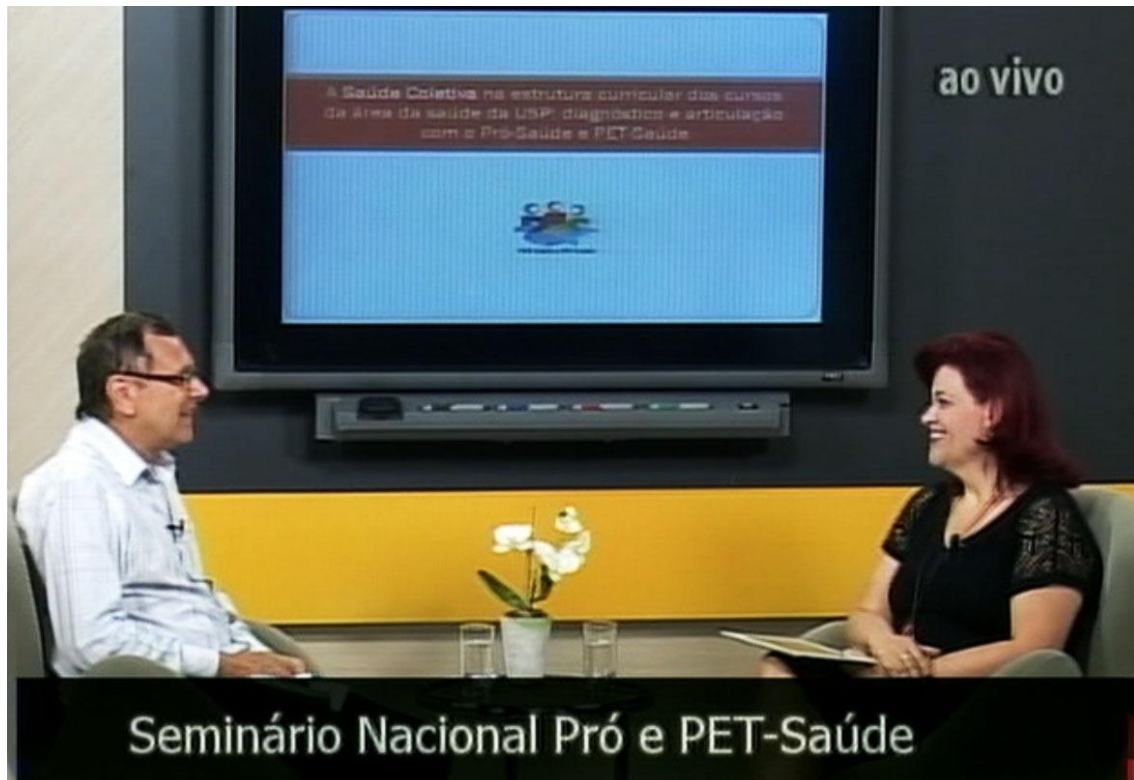 A Saúde Coletiva na estrutura curricular dos cursos
da área da saúde da USP: diagnóstico e articulação
com o Pró-Saúde e PET-Saúde
ao vivo
Seminário Nacional Pró e PET-Saúde